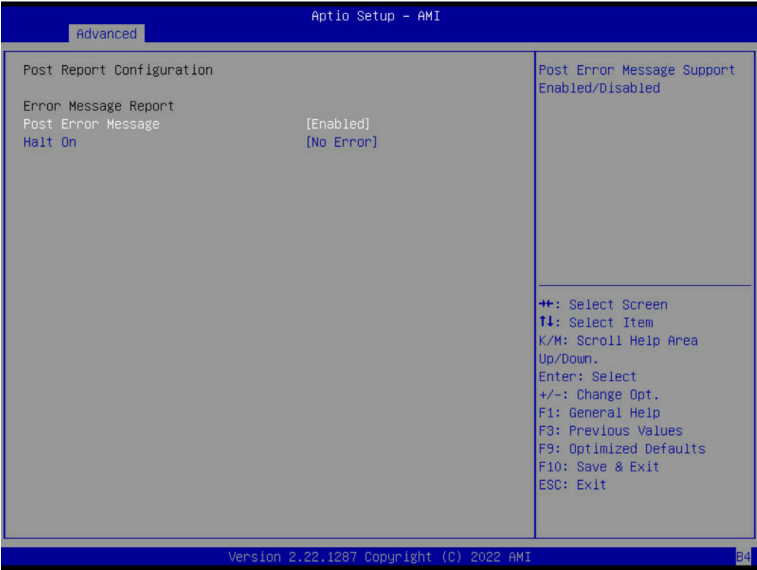 Aptio Setup – AMI
Advanced
Post Report Configuration
Error Message Report
Post Error Message [Enabled]
Halt On [No Error]
Post Error Message Support
Enabled/Disabled
→←: Select Screen
↑↓: Select Item
K/M: Scroll Help Area
Up/Down.
Enter: Select
+/-: Change Opt.
F1: General Help
F3: Previous Values
F9: Optimized Defaults
F10: Save & Exit
ESC: Exit
Version 2.22.1287 Copyright (C) 2022 AMI
B4